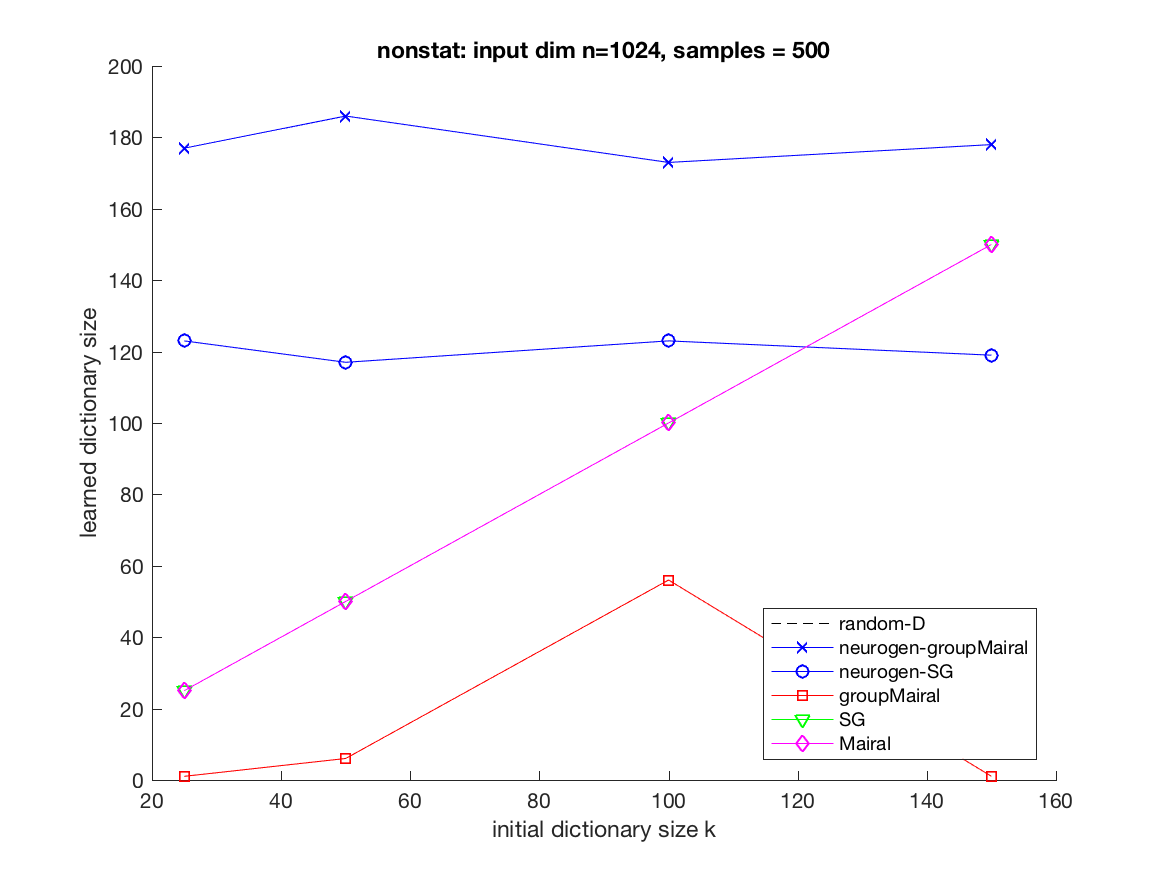 nonstat: input dim n=1024, samples = 500
200
180
160
140
120
100
80
60
40
20
0
learned dictionary size
20 40 60 80 100 120 140 160
initial dictionary size k
random-D
neurogen-groupMairal
neurogen-SG
groupMairal
SG
Mairal